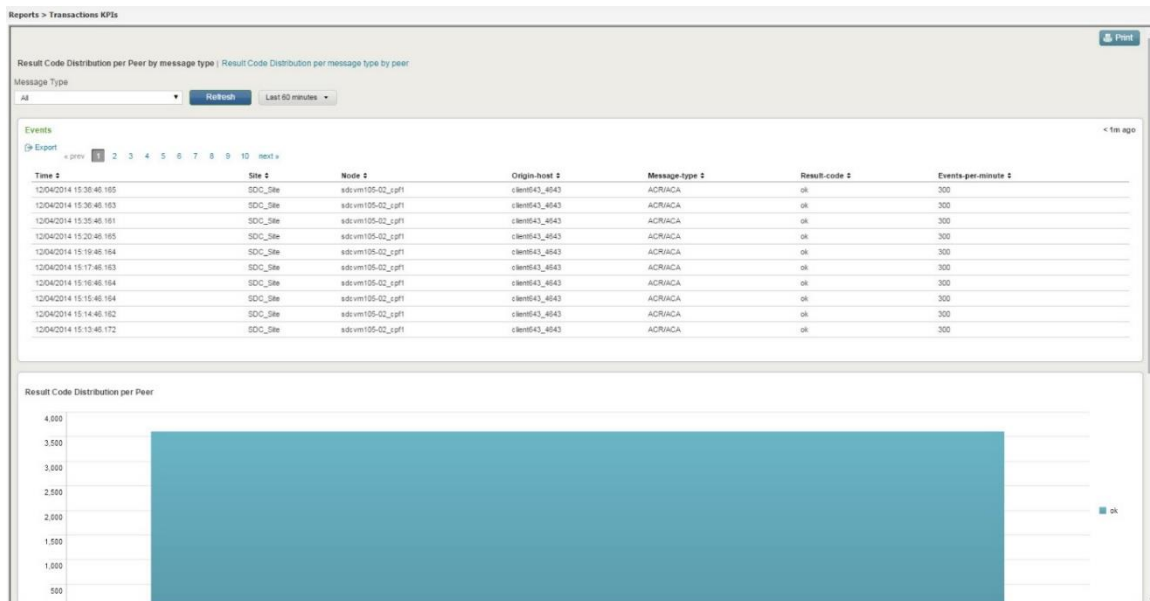 Reports > Transactions KPIs
Print
Result Code Distribution per Peer by message type | Result Code Distribution per message type by peer
Message Type
All Refresh Last 60 minutes
Events < 1m ago
Export
« prev 1 2 3 4 5 6 7 8 9 10 next »
Time Site Node Origin-host Message-type Result-code Events-per-minute
12/04/2014 15:38:46.165 SDC_Site sdcvm105-02_cpf1 client643_4643 ACR/ACA ok 300
12/04/2014 15:36:46.163 SDC_Site sdcvm105-02_cpf1 client643_4643 ACR/ACA ok 300
12/04/2014 15:35:46.161 SDC_Site sdcvm105-02_cpf1 client643_4643 ACR/ACA ok 300
12/04/2014 15:20:46.165 SDC_Site sdcvm105-02_cpf1 client643_4643 ACR/ACA ok 300
12/04/2014 15:19:46.164 SDC_Site sdcvm105-02_cpf1 client643_4643 ACR/ACA ok 300
12/04/2014 15:17:46.163 SDC_Site sdcvm105-02_cpf1 client643_4643 ACR/ACA ok 300
12/04/2014 15:16:46.164 SDC_Site sdcvm105-02_cpf1 client643_4643 ACR/ACA ok 300
12/04/2014 15:15:46.164 SDC_Site sdcvm105-02_cpf1 client643_4643 ACR/ACA ok 300
12/04/2014 15:14:46.162 SDC_Site sdcvm105-02_cpf1 client643_4643 ACR/ACA ok 300
12/04/2014 15:13:46.172 SDC_Site sdcvm105-02_cpf1 client643_4643 ACR/ACA ok 300
Result Code Distribution per Peer
4,000
3,500
3,000
2,500
2,000
1,500
1,000
500
ok